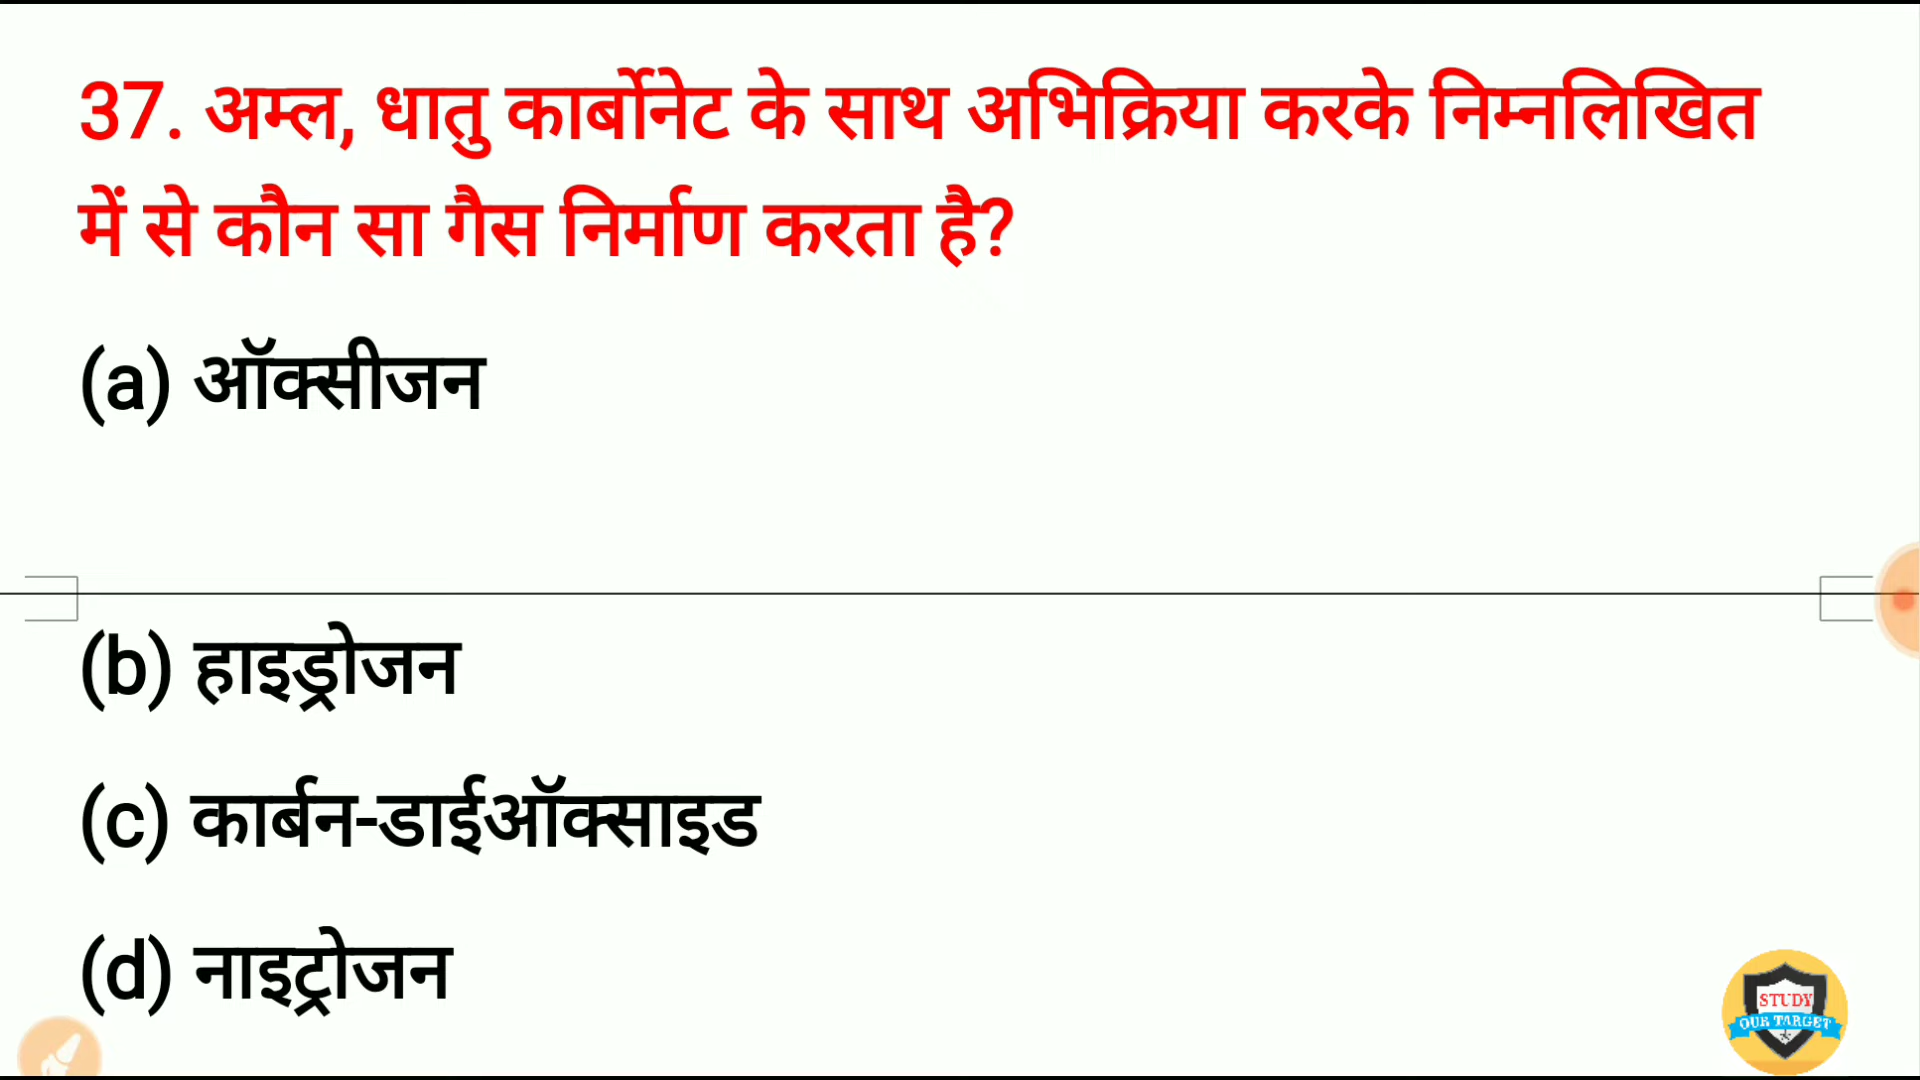 37. अम्ल, धातु कार्बोनेट के साथ अभिक्रिया करके निम्नलिखित
में से कौन सा गैस निर्माण करता है?
(a) ऑक्सीजन
(b) हाइड्रोजन
(c) कार्बन-डाईऑक्साइड
(d) नाइट्रोजन
STUDY
OUR TARGET